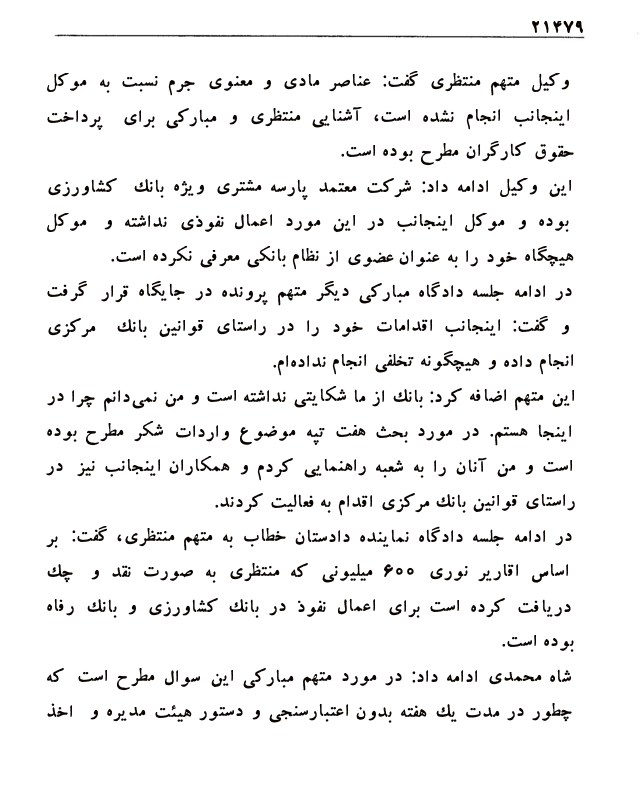 ۲۱۴۷۹
وکیل متهم منتظری گفت: عناصر مادی و معنوی جرم نسبت به موکل
اینجانب انجام نشده است، آشنایی منتظری و مبارکی برای پرداخت
حقوق کارگران مطرح بوده است.
این وکیل ادامه داد: شرکت معتمد پارسه مشتری ویژه بانك کشاورزی
بوده و موکل اینجانب در این مورد اعمال نفوذی نداشته و موکل
هیچگاه خود را به عنوان عضوی از نظام بانکی معرفی نکرده است.
در ادامه جلسه دادگاه مبارکی دیگر متهم پرونده در جایگاه قرار گرفت
و گفت: اینجانب اقدامات خود را در راستای قوانین بانك مرکزی
انجام داده و هیچگونه تخلفی انجام نداده‌ام.
این متهم اضافه کرد: بانك از ما شکایتی نداشته است و من نمی‌دانم چرا در
اینجا هستم. در مورد بحث هفت تپه موضوع واردات شکر مطرح بوده
است و من آنان را به شعبه راهنمایی کردم و همکاران اینجانب نیز در
راستای قوانین بانك مرکزی اقدام به فعالیت کردند.
در ادامه جلسه دادگاه نماینده دادستان خطاب به متهم منتظری، گفت: بر
اساس اقاریر نوری ۶۰۰ میلیونی که منتظری به صورت نقد و چك
دریافت کرده است برای اعمال نفوذ در بانك کشاورزی و بانك رفاه
بوده است.
شاه محمدی ادامه داد: در مورد متهم مبارکی این سوال مطرح است که
چطور در مدت یك هفته بدون اعتبارسنجی و دستور هیئت مدیره و اخذ